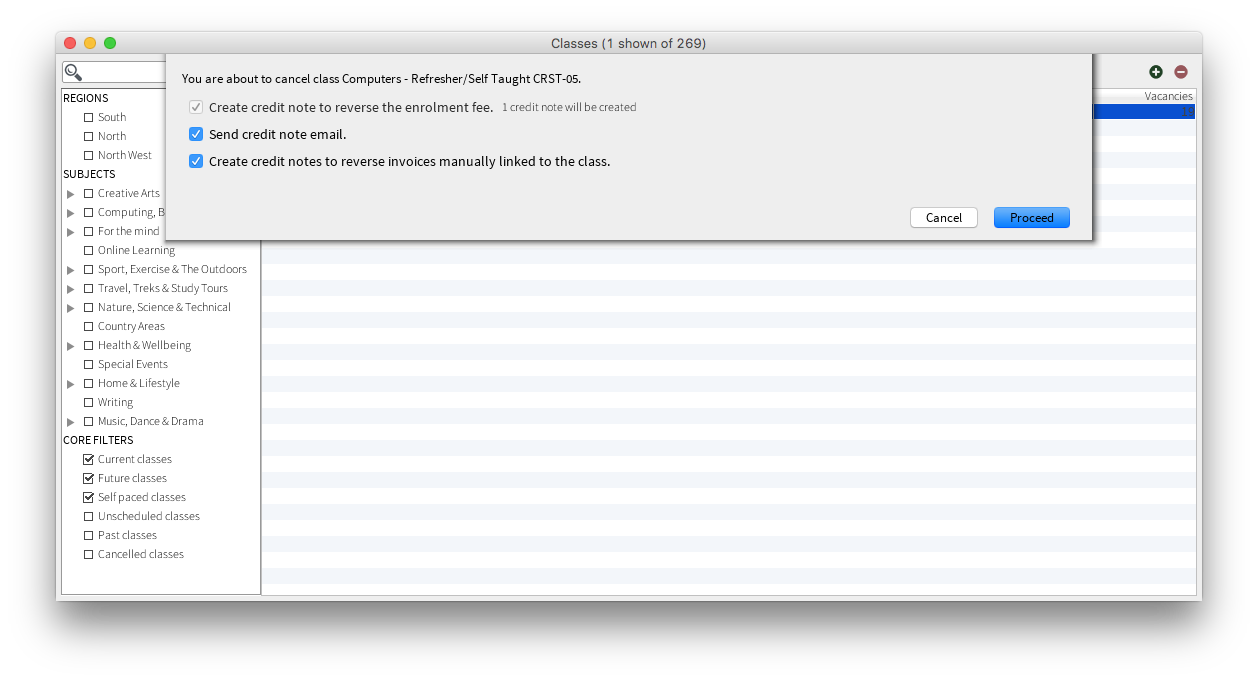 Classes (1 shown of 269)
You are about to cancel class Computers - Refresher/Self Taught CRST-05.
Create credit note to reverse the enrolment fee. 1 credit note will be created
Send credit note email.
Create credit notes to reverse invoices manually linked to the class.
Cancel Proceed
Vacancies
REGIONS
South
North
North West
SUBJECTS
Creative Arts
Computing, B
For the mind
Online Learning
Sport, Exercise & The Outdoors
Travel, Treks & Study Tours
Nature, Science & Technical
Country Areas
Health & Wellbeing
Special Events
Home & Lifestyle
Writing
Music, Dance & Drama
CORE FILTERS
Current classes
Future classes
Self paced classes
Unscheduled classes
Past classes
Cancelled classes